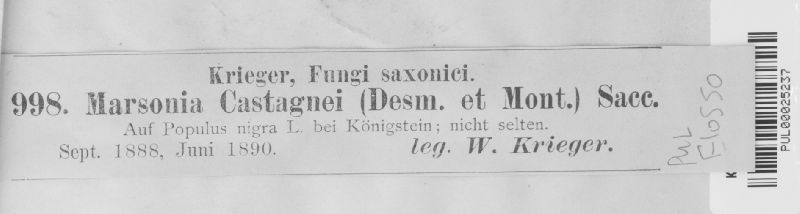 Krieger, Fungi saxonici.
998. Marsonia Castagnei (Desm. et Mont.) Sacc.
Auf Populus nigra L. bei Königstein; nicht selten.
Sept. 1888, Juni 1890. leg. W. Krieger.
PUL
F10550
PUL00025237
K